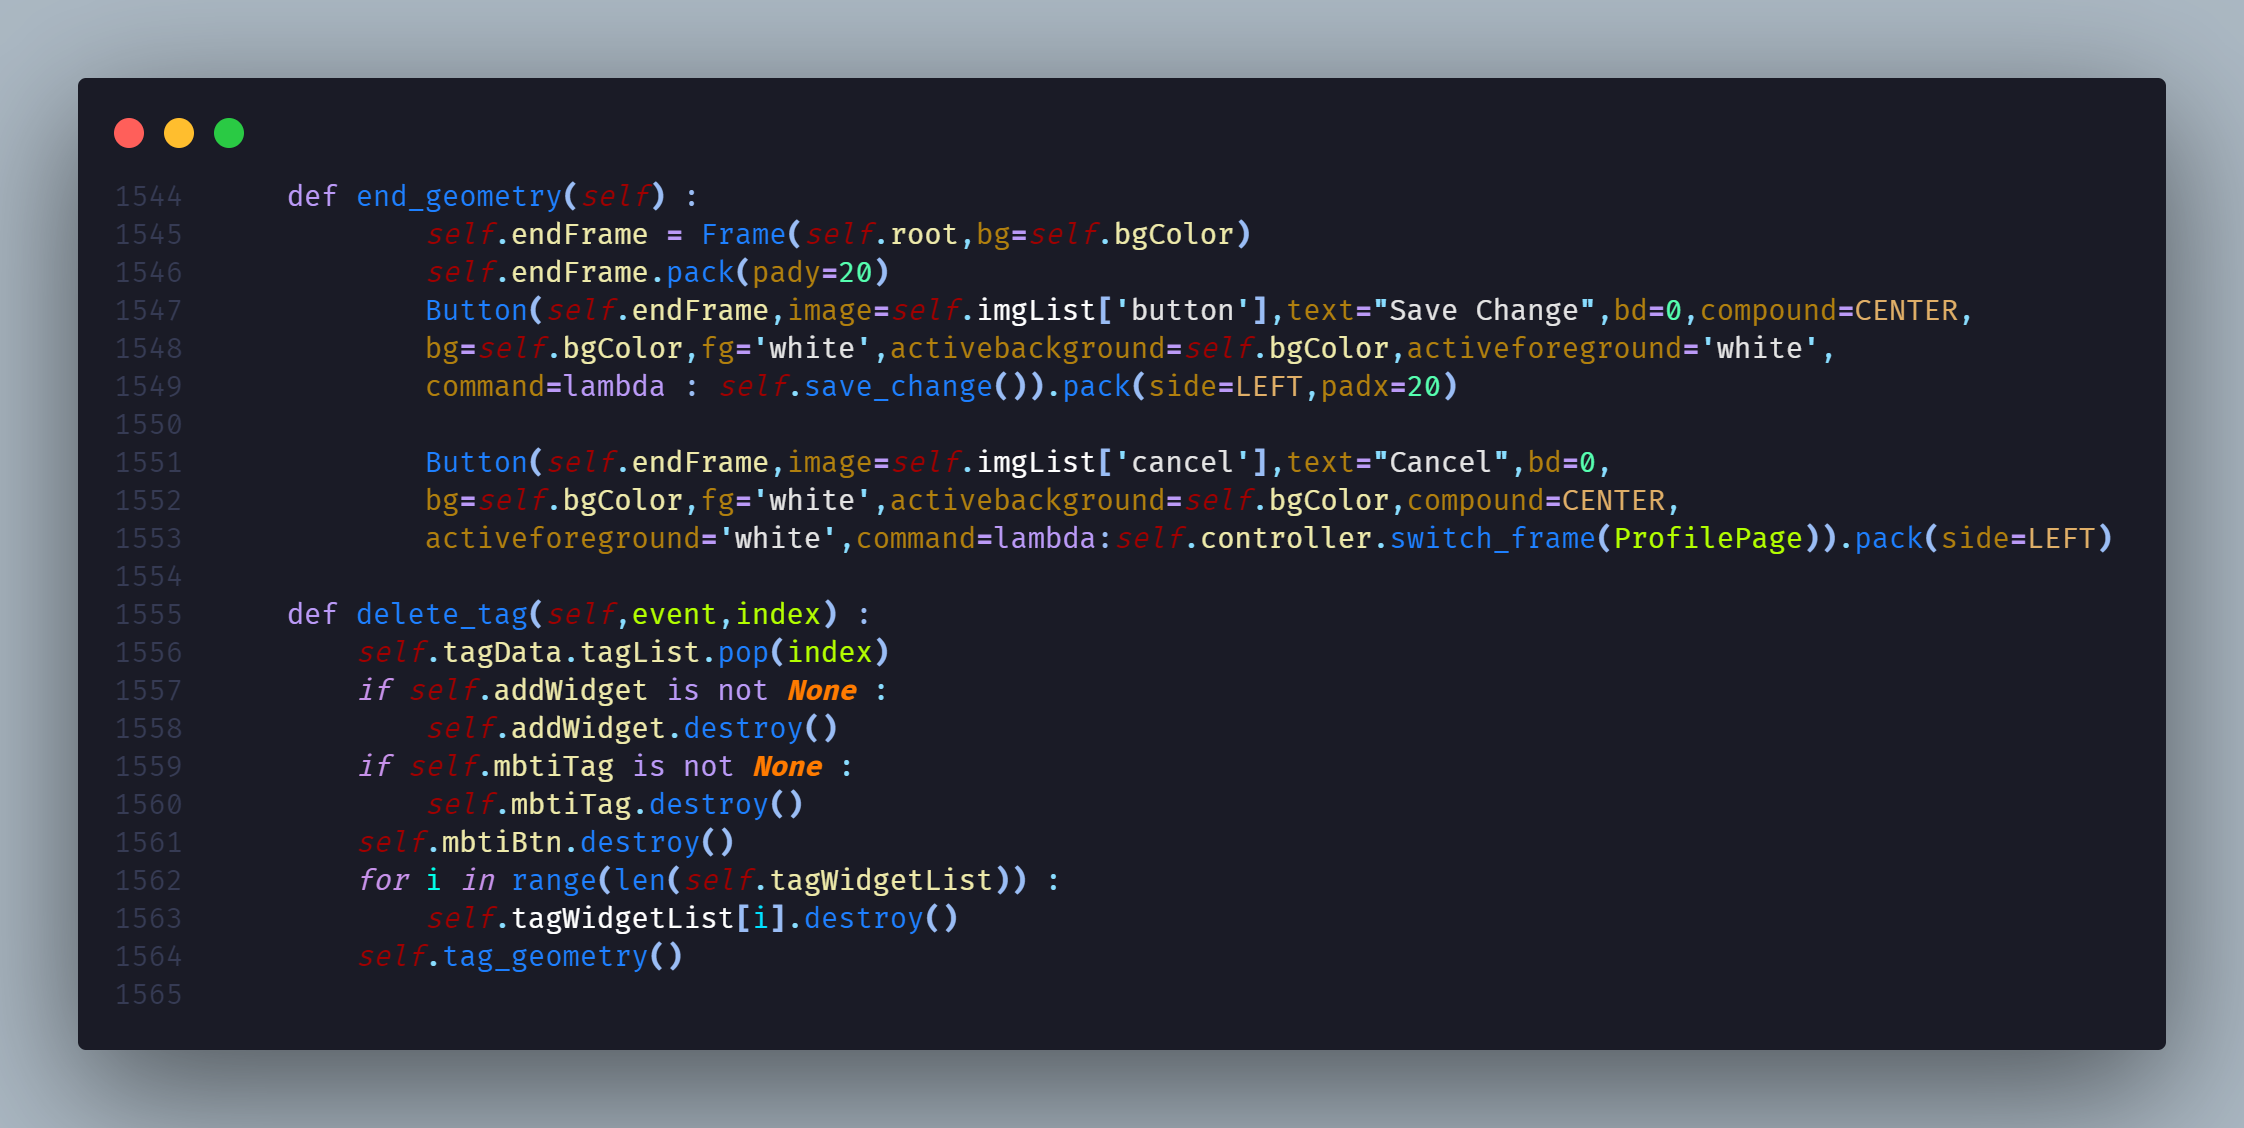 1544 def end_geometry(self) :
1545 self.endFrame = Frame(self.root,bg=self.bgColor)
1546 self.endFrame.pack(pady=20)
1547 Button(self.endFrame,image=self.imgList['button'],text="Save Change",bd=0,compound=CENTER,
1548 bg=self.bgColor,fg='white',activebackground=self.bgColor,activeforeground='white',
1549 command=lambda : self.save_change()).pack(side=LEFT,padx=20)
1550
1551 Button(self.endFrame,image=self.imgList['cancel'],text="Cancel",bd=0,
1552 bg=self.bgColor,fg='white',activebackground=self.bgColor,compound=CENTER,
1553 activeforeground='white',command=lambda:self.controller.switch_frame(ProfilePage)).pack(side=LEFT)
1554
1555 def delete_tag(self,event,index) :
1556 self.tagData.tagList.pop(index)
1557 if self.addWidget is not None :
1558 self.addWidget.destroy()
1559 if self.mbtiTag is not None :
1560 self.mbtiTag.destroy()
1561 self.mbtiBtn.destroy()
1562 for i in range(len(self.tagWidgetList)) :
1563 self.tagWidgetList[i].destroy()
1564 self.tag_geometry()
1565